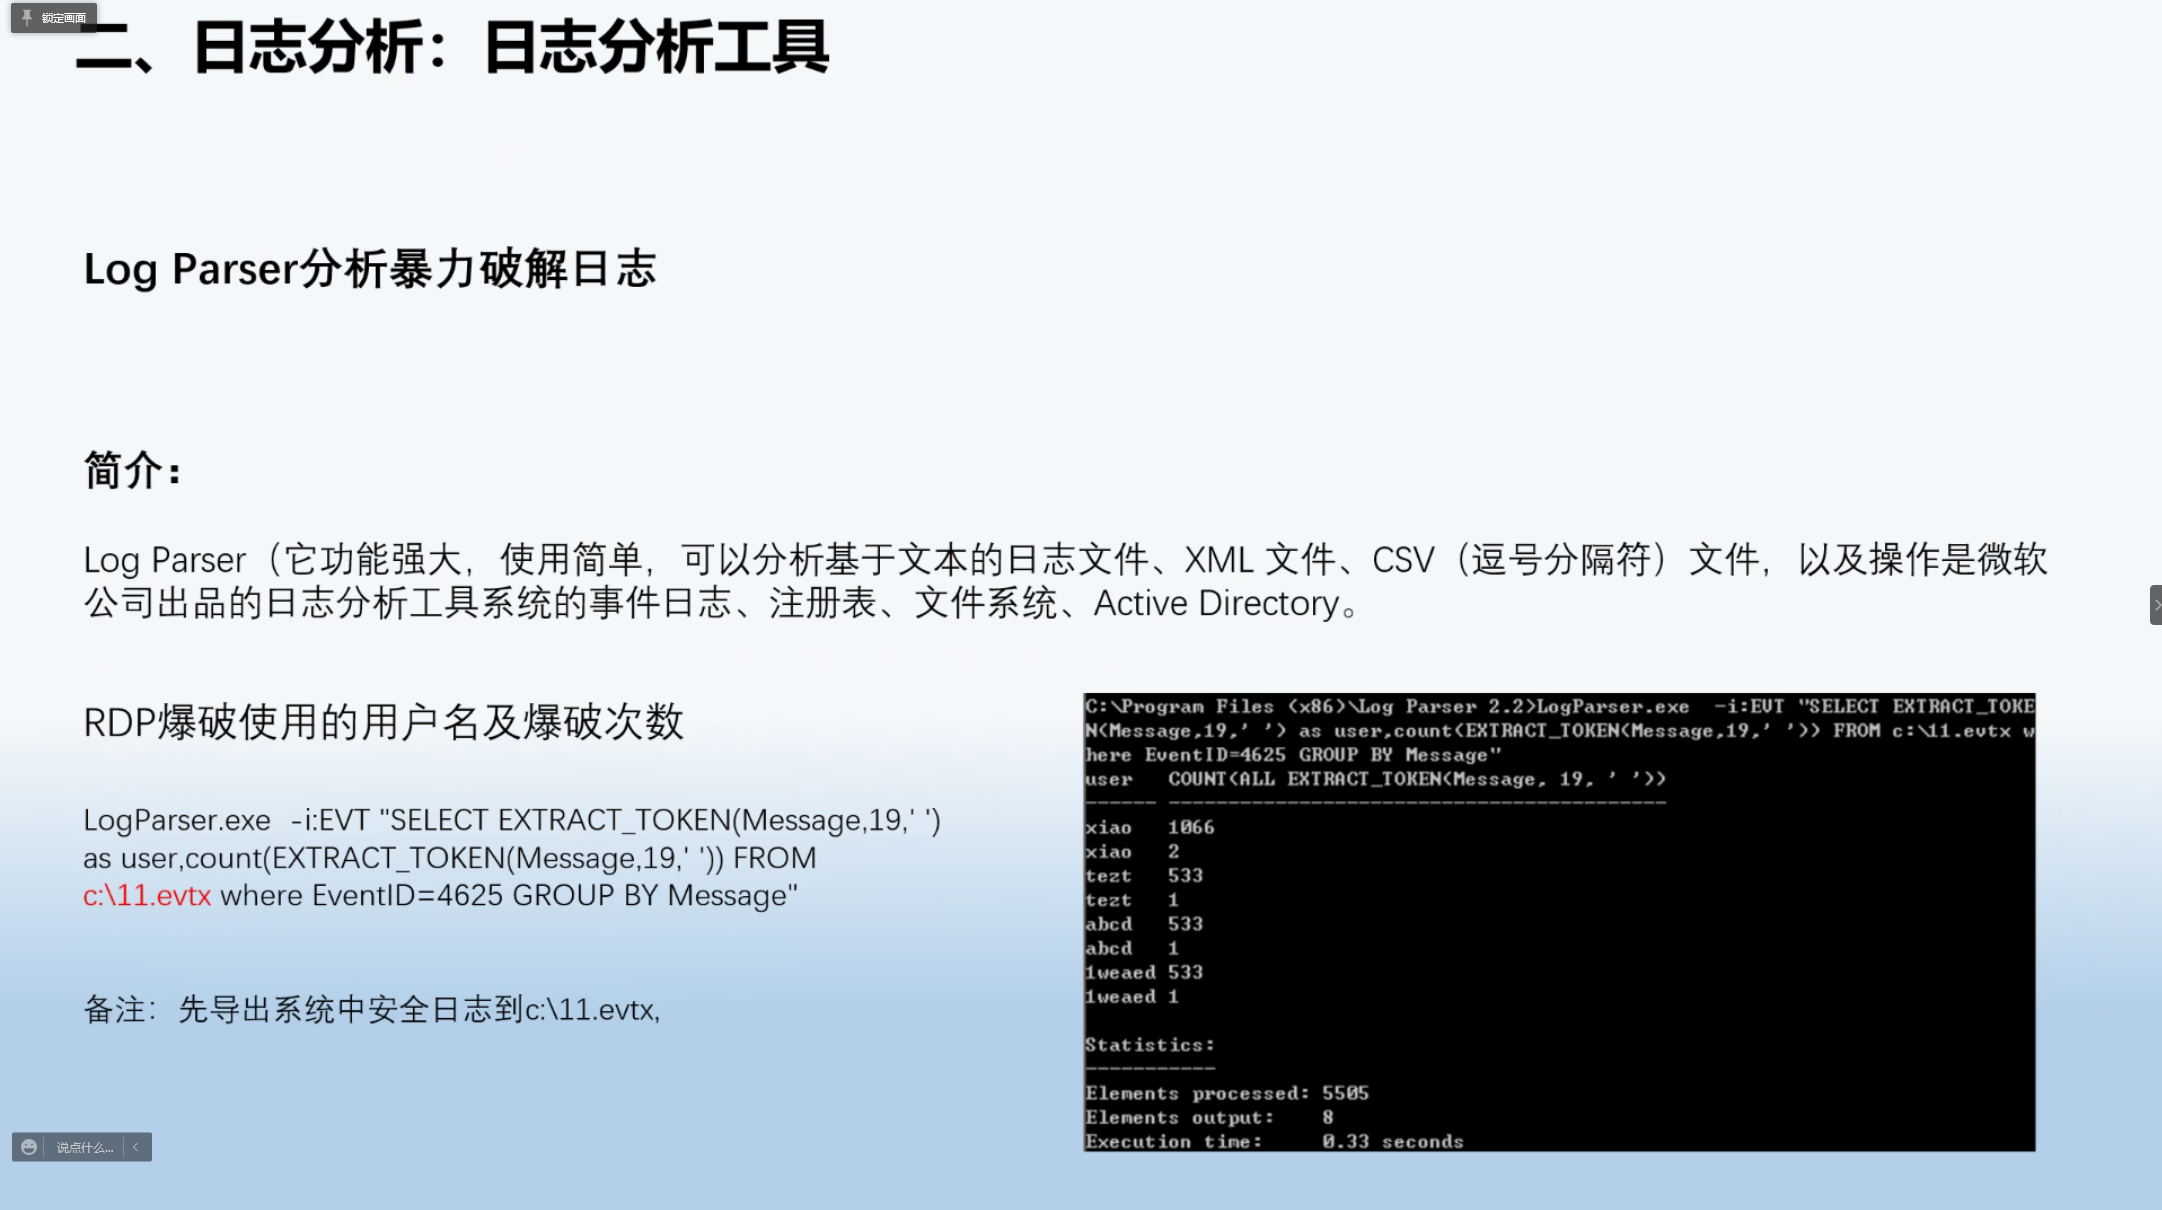 锁定画面
二、日志分析：日志分析工具
Log Parser分析暴力破解日志
简介：
Log Parser（它功能强大，使用简单，可以分析基于文本的日志文件、XML 文件、CSV（逗号分隔符）文件，以及操作是微软
公司出品的日志分析工具系统的事件日志、注册表、文件系统、Active Directory。
RDP爆破使用的用户名及爆破次数
LogParser.exe  -i:EVT "SELECT EXTRACT_TOKEN(Message,19,' ')
as user,count(EXTRACT_TOKEN(Message,19,' ')) FROM
c:\11.evtx where EventID=4625 GROUP BY Message"
备注：先导出系统中安全日志到c:\11.evtx,
C:\Program Files (x86)\Log Parser 2.2>LogParser.exe  -i:EVT "SELECT EXTRACT_TOKE
N(Message,19,' ') as user,count(EXTRACT_TOKEN(Message,19,' ')) FROM c:\11.evtx w
here EventID=4625 GROUP BY Message"
user   COUNT(ALL EXTRACT_TOKEN(Message, 19, ' '))
------ ------------------------------------------
xiao   1066
xiao   2
tezt   533
tezt   1
abcd   533
abcd   1
1weaed 533
1weaed 1
Statistics:
-----------
Elements processed: 5505
Elements output:    8
Execution time:     0.33 seconds
说点什么...